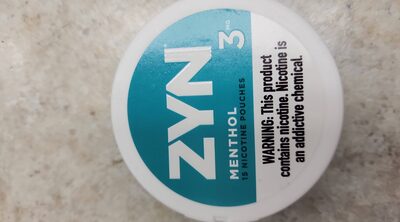 ZYN
3 MG
MENTHOL
15 NICOTINE POUCHES
WARNING: This product
contains nicotine. Nicotine is
an addictive chemical.